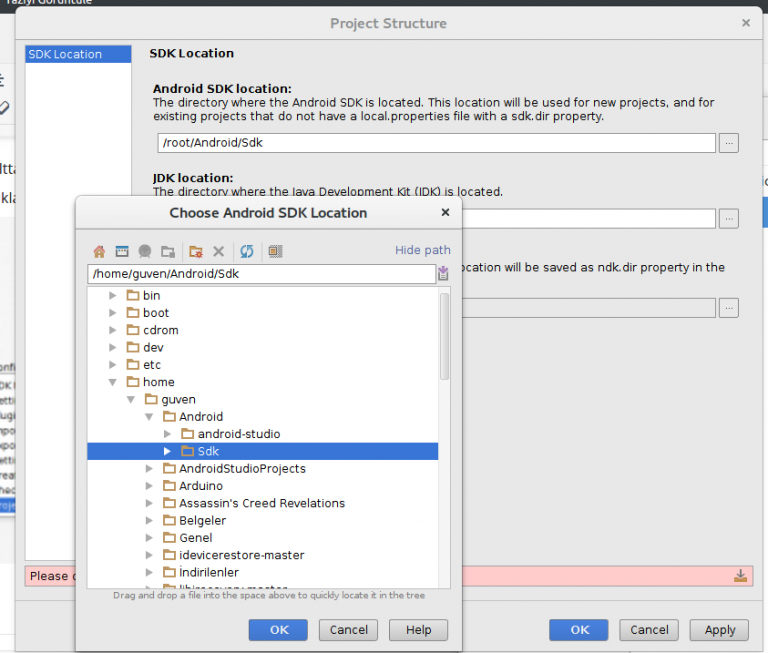 Project Structure
SDK Location
SDK Location
Android SDK location:
The directory where the Android SDK is located. This location will be used for new projects, and for
existing projects that do not have a local.properties file with a sdk.dir property.
/root/Android/Sdk
...
JDK location:
The directory where the Java Development Kit (JDK) is located.
...
ocation will be saved as ndk.dir property in the
...
Please
OK
Cancel
Apply
Choose Android SDK Location
Hide path
/home/guven/Android/Sdk
bin
boot
cdrom
dev
etc
home
guven
Android
android-studio
Sdk
AndroidStudioProjects
Arduino
Assassin's Creed Revelations
Belgeler
Genel
idevicerestore-master
İndirilenler
Drag and drop a file into the space above to quickly locate it in the tree
OK
Cancel
Help